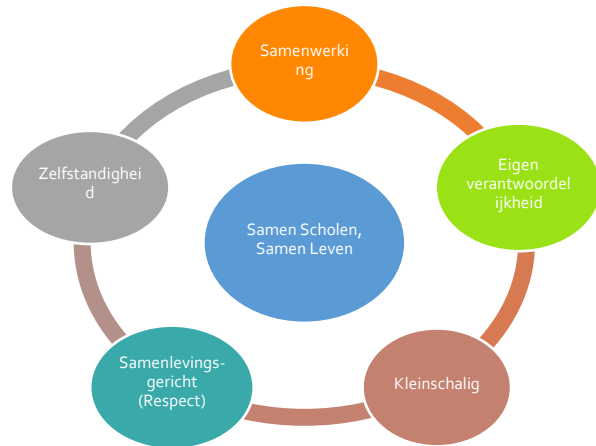 Samenwerki
ng
Eigen
verantwoordel
ijkheid
Kleinschalig
Samenlevings-
gericht
(Respect)
Zelfstandighei
d
Samen Scholen,
Samen Leven